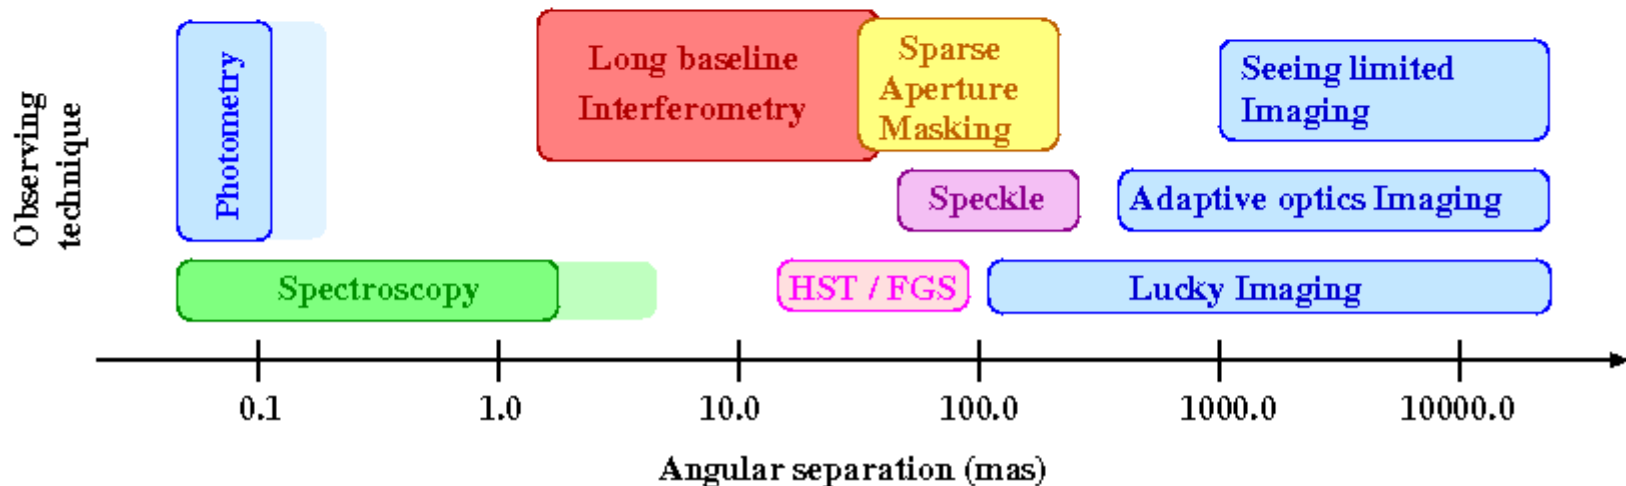 Observing
technique
Photometry
Long baseline
Interferometry
Sparse
Aperture
Masking
Seeing limited
Imaging
Speckle
Adaptive optics Imaging
Spectroscopy
HST / FGS
Lucky Imaging
0.1
1.0
10.0
100.0
1000.0
10000.0
Angular separation (mas)